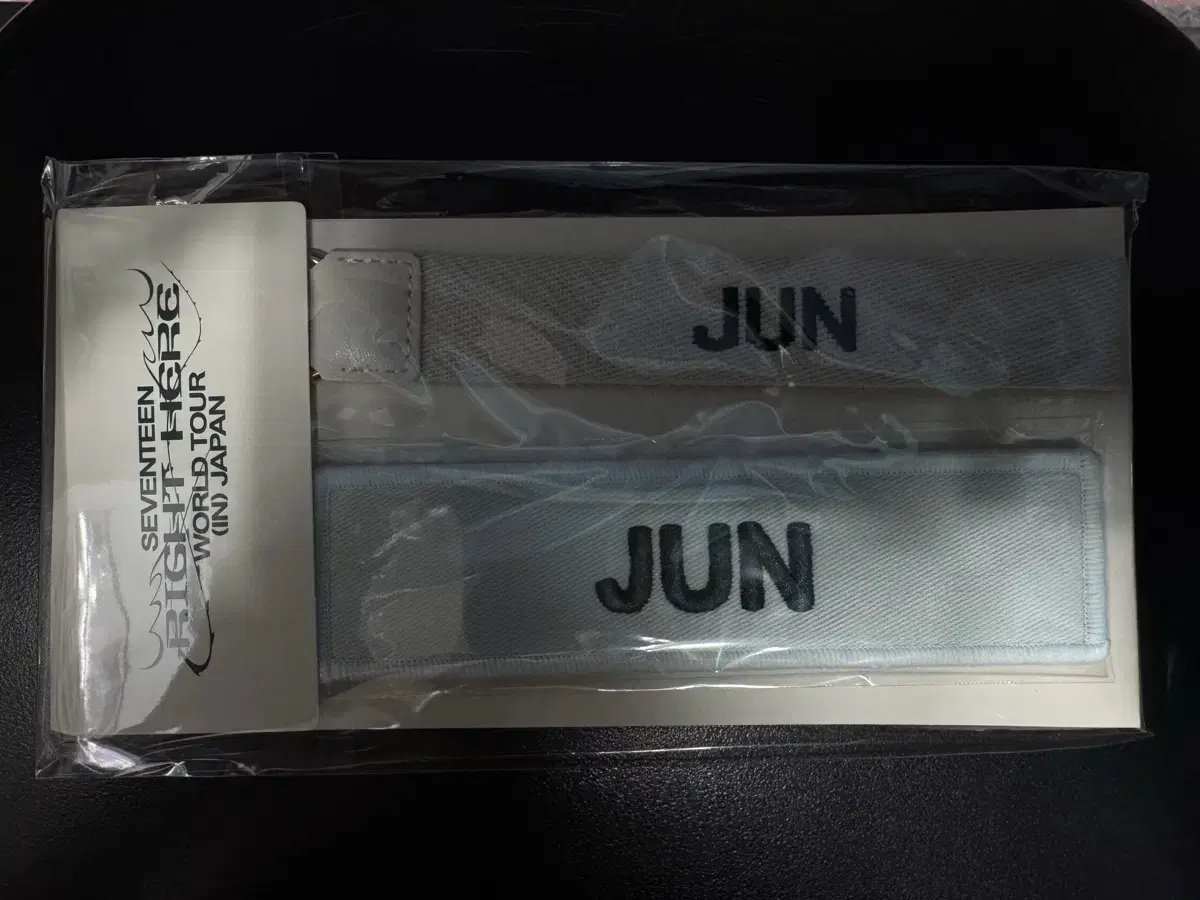 SEVENTEEN
RIGHT HERE
WORLD TOUR
(IN) JAPAN
JUN
JUN